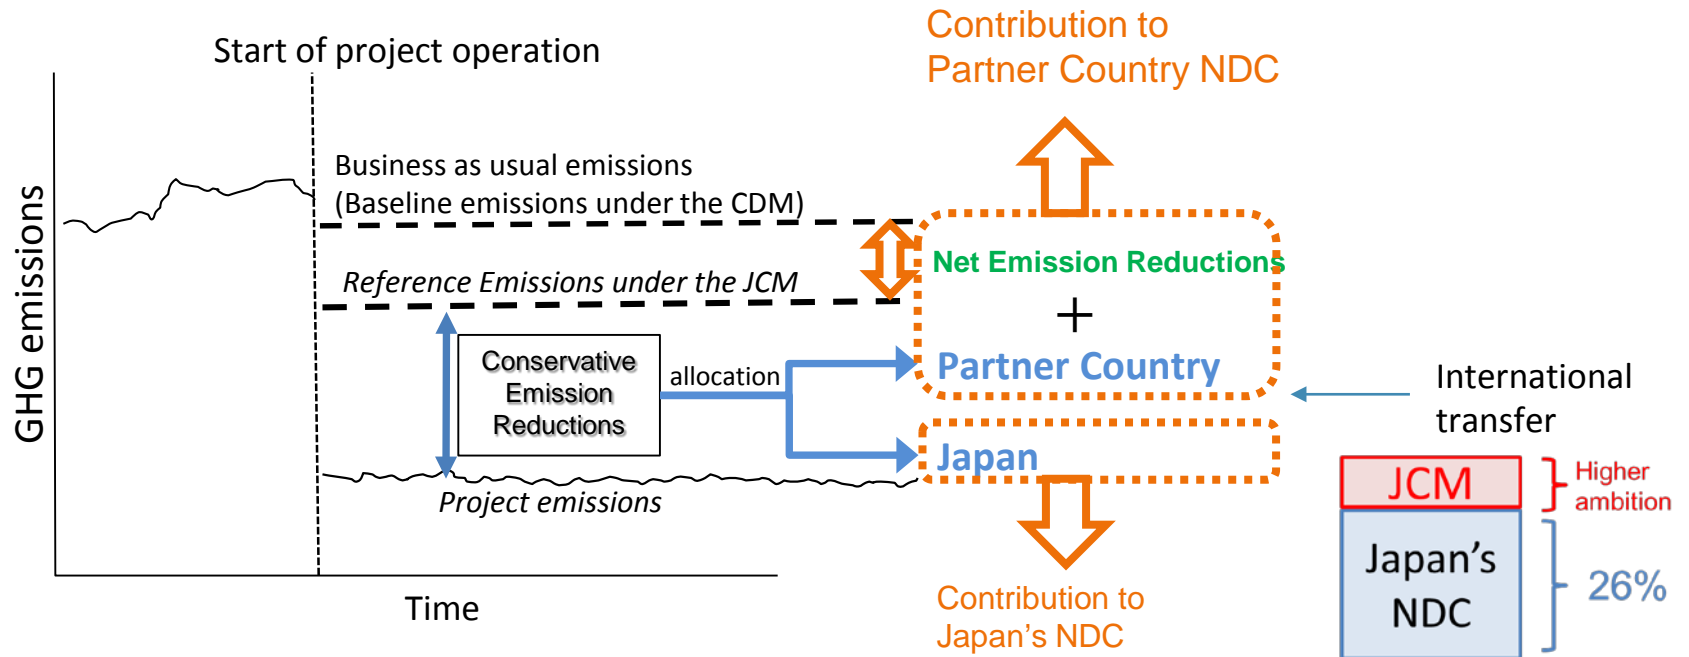 Contribution to
Partner Country NDC
Start of project operation
Business as usual emissions
(Baseline emissions under the CDM)
Net Emission Reductions
Reference Emissions under the JCM
+
GHG emissions
Conservative
Emission
Reductions
allocation
Partner Country
International
transfer
Japan
Project emissions
JCM
Higher
ambition
Japan's
NDC
26%
Time
Contribution to
Japan's NDC